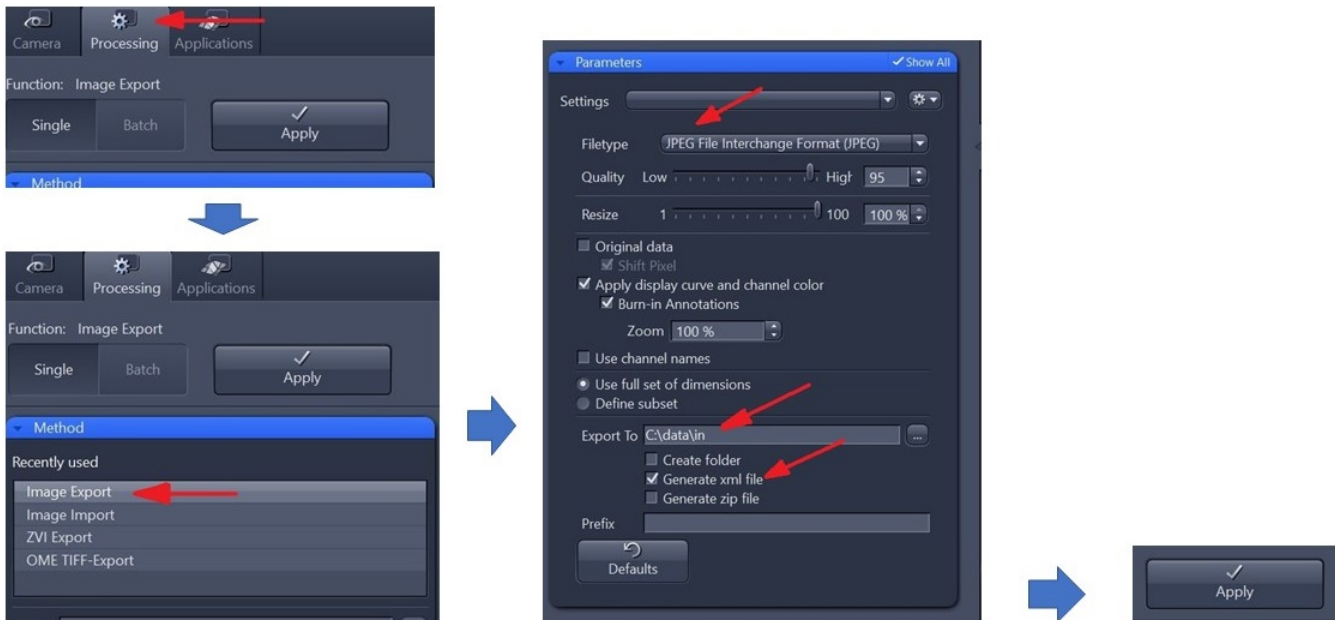 Camera Processing Applications
Function: Image Export
Single Batch Apply
Method
Camera Processing Applications
Function: Image Export
Single Batch Apply
Method
Recently used
Image Export
Image Import
ZVI Export
OME TIFF-Export
Parameters Show All
Settings
Filetype JPEG File Interchange Format (JPEG)
Quality Low High 95
Resize 1 100 100 %
Original data
Shift Pixel
Apply display curve and channel color
Burn-in Annotations
Zoom 100 %
Use channel names
Use full set of dimensions
Define subset
Export To C:\data\in ...
Create folder
Generate xml file
Generate zip file
Prefix
Defaults
Apply